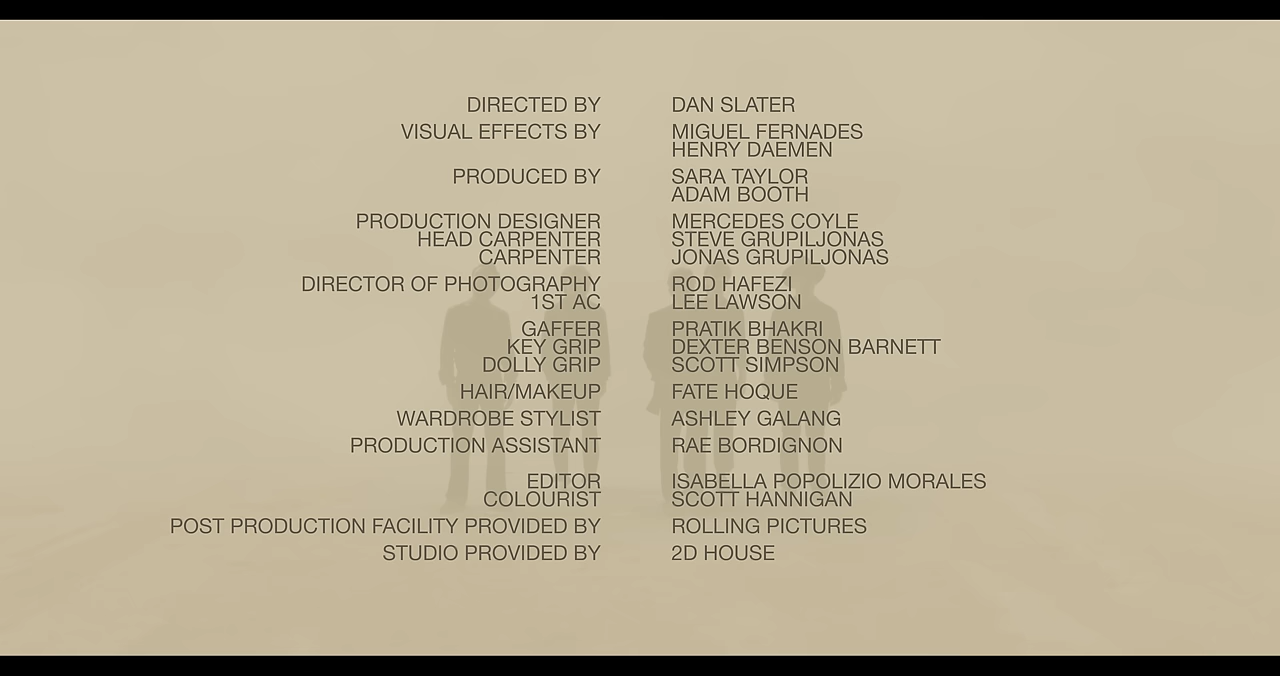 DIRECTED BY DAN SLATER
VISUAL EFFECTS BY MIGUEL FERNADES
HENRY DAEMEN
PRODUCED BY SARA TAYLOR
ADAM BOOTH
PRODUCTION DESIGNER MERCEDES COYLE
HEAD CARPENTER STEVE GRUPILJONAS
CARPENTER JONAS GRUPILJONAS
DIRECTOR OF PHOTOGRAPHY ROD HAFEZI
1ST AC LEE LAWSON
GAFFER PRATIK BHAKRI
KEY GRIP DEXTER BENSON BARNETT
DOLLY GRIP SCOTT SIMPSON
HAIR/MAKEUP FATE HOQUE
WARDROBE STYLIST ASHLEY GALANG
PRODUCTION ASSISTANT RAE BORDIGNON
EDITOR ISABELLA POPOLIZIO MORALES
COLOURIST SCOTT HANNIGAN
POST PRODUCTION FACILITY PROVIDED BY ROLLING PICTURES
STUDIO PROVIDED BY 2D HOUSE